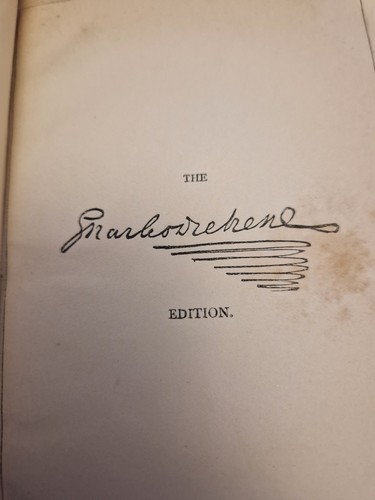 THE
Charles Dickens
EDITION.